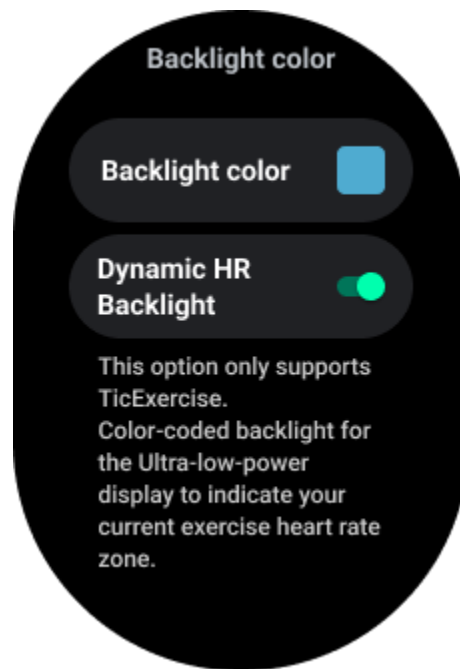 Backlight color
Backlight color
Dynamic HR
Backlight
This option only supports
TicExercise.
Color-coded backlight for
the Ultra-low-power
display to indicate your
current exercise heart rate
zone.